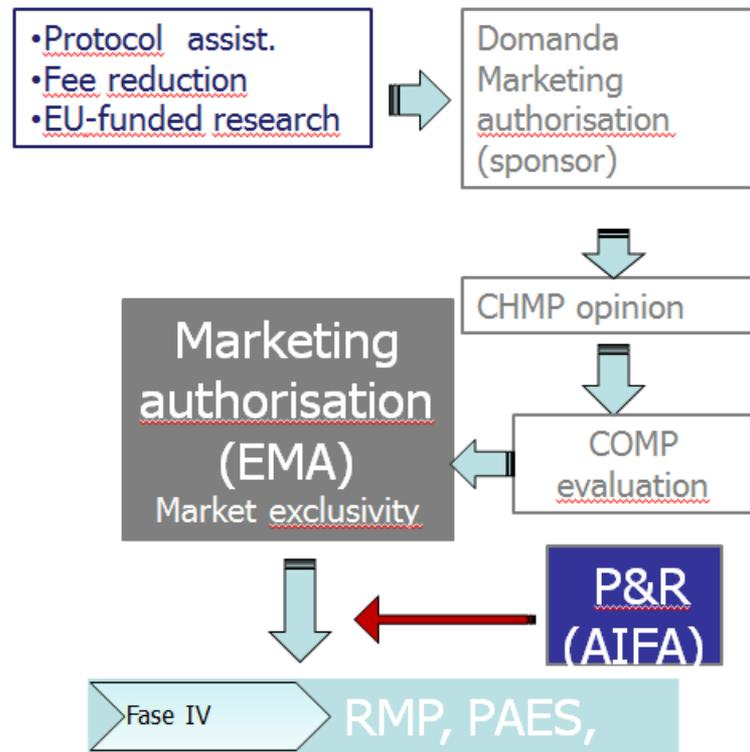 •Protocol assist.
•Fee reduction
•EU-funded research
Domanda
Marketing
authorisation
(sponsor)
CHMP opinion
COMP
evaluation
Marketing
authorisation
(EMA)
Market exclusivity
P&R
(AIFA)
Fase IV
RMP, PAES,